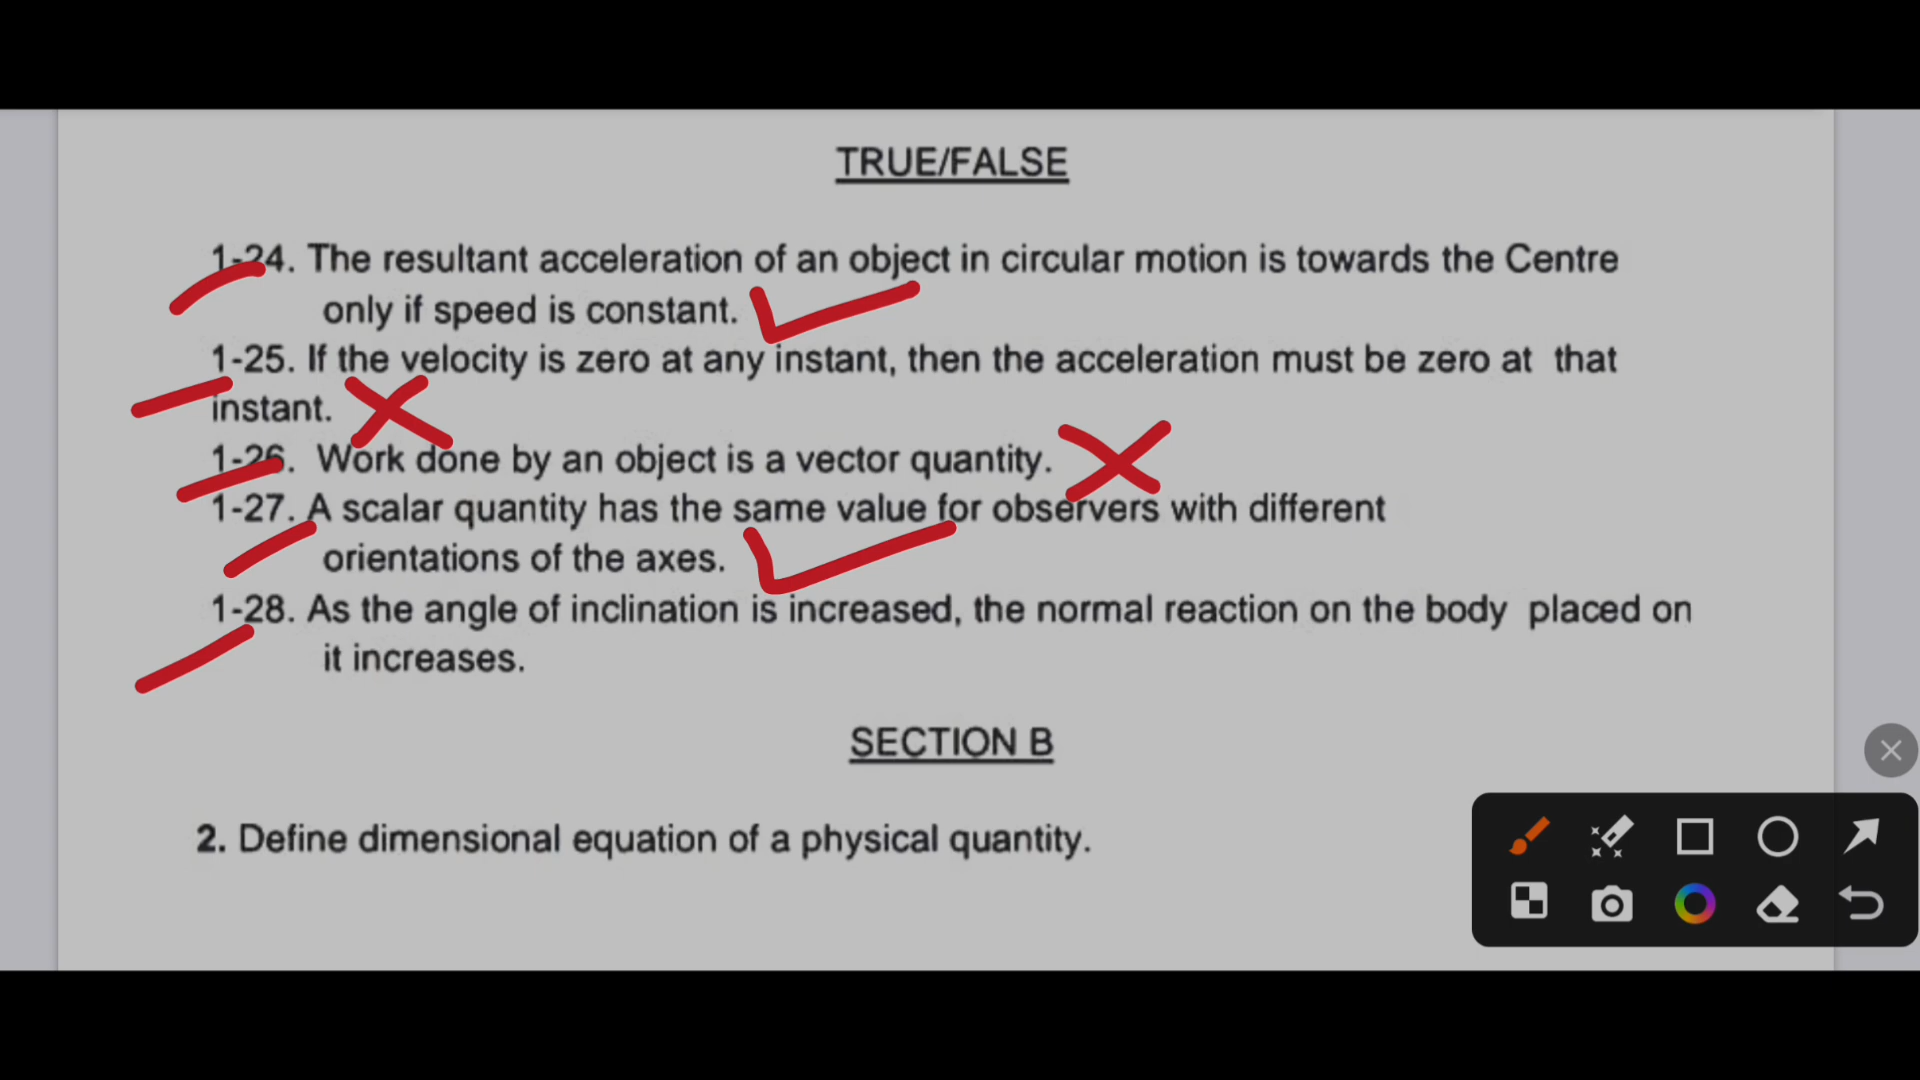 TRUE/FALSE
1-24. The resultant acceleration of an object in circular motion is towards the Centre
only if speed is constant.
1-25. If the velocity is zero at any instant, then the acceleration must be zero at that
instant.
1-26. Work done by an object is a vector quantity.
1-27. A scalar quantity has the same value for observers with different
orientations of the axes.
1-28. As the angle of inclination is increased, the normal reaction on the body placed on
it increases.
SECTION B
2. Define dimensional equation of a physical quantity.